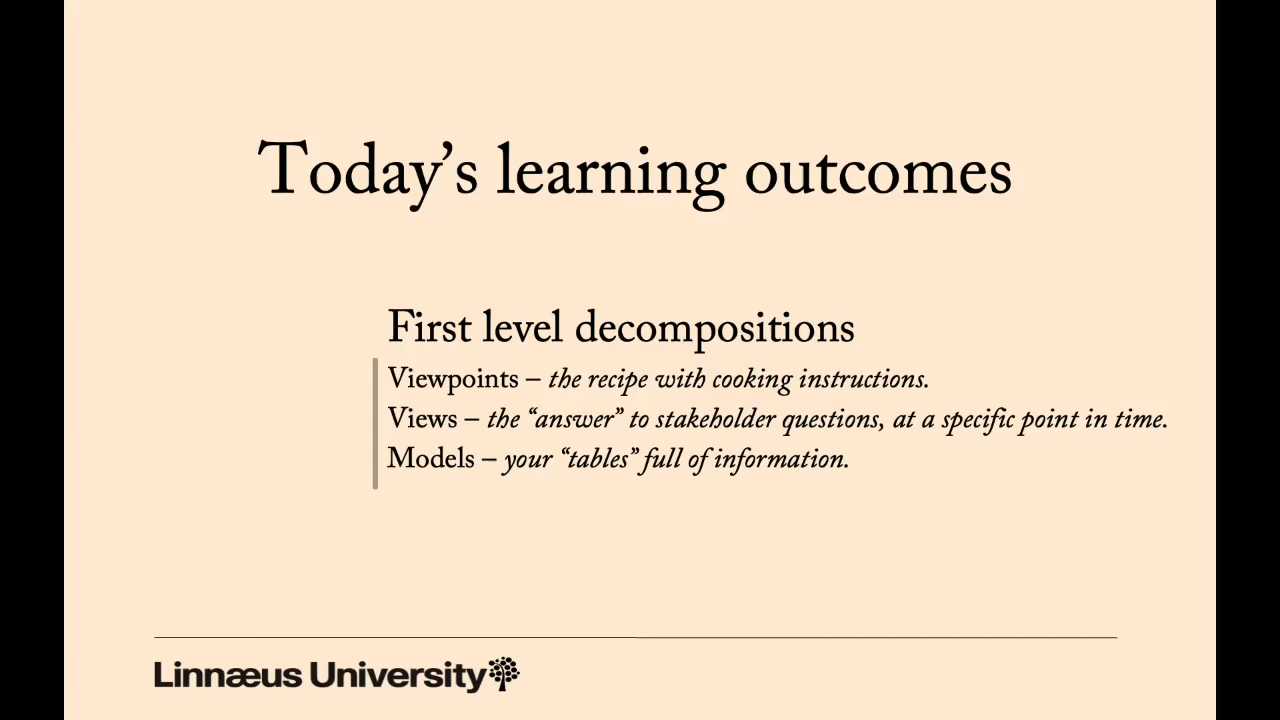 Today’s learning outcomes
First level decompositions
Viewpoints – the recipe with cooking instructions.
Views – the “answer” to stakeholder questions, at a specific point in time.
Models – your “tables” full of information.
Linnæus University